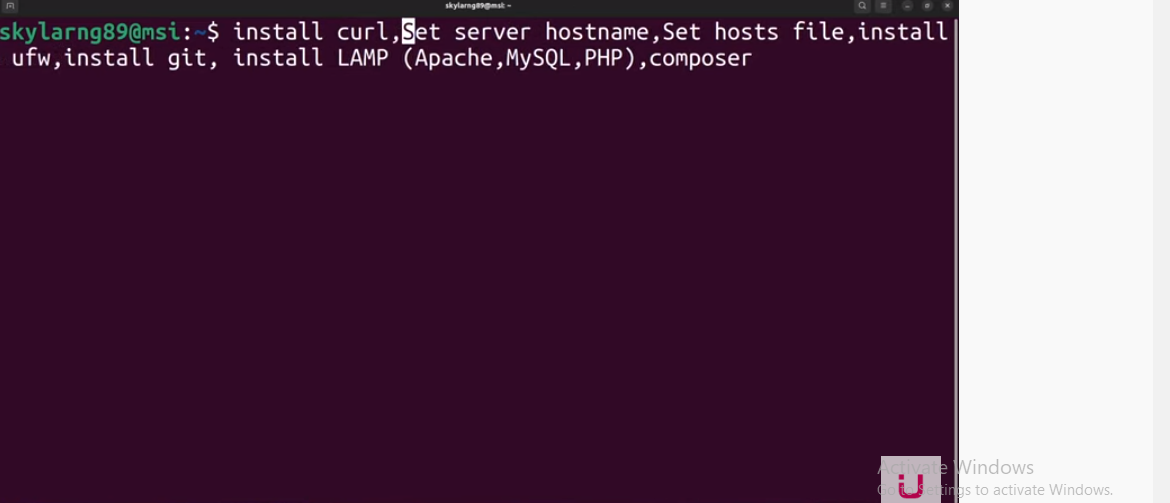 skylarng89@msi: ~
skylarng89@msi:~$ install curl,Set server hostname,Set hosts file,install
ufw,install git, install LAMP (Apache,MySQL,PHP),composer
Activate Windows
Go to Settings to activate Windows.